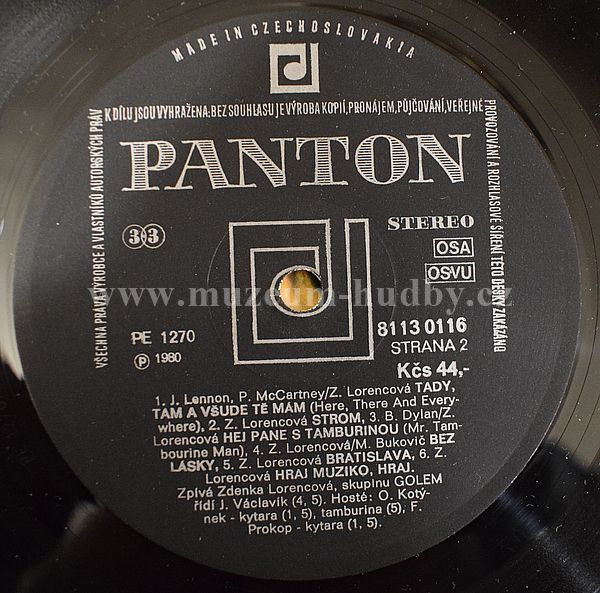 MADE IN CZECHOSLOVAKIA
VŠECHNA PRÁVA VÝROBCE A VLASTNÍKŮ AUTORSKÝCH PRÁV
K DÍLU JSOU VYHRAŽENA: BEZ SOUHLASU JE VÝROBA KOPIÍ, PRONÁJEM, PŮJČOVÁNÍ, VEŘEJNÉ
PROVOZOVÁNÍ A ROZHLASOVÉ ŠÍŘENÍ TÉTO DESKY ZAKÁZÁNO
PANTON
33
STEREO
OSA
OSVU
www.muzeum-hudby.cz
PE 1270
Ⓟ 1980
8113 0116
STRANA 2
Kčs 44,-
1. J. Lennon, P. McCartney/Z. Lorencová TADY,
TAM A VŠUDE TĚ MÁM (Here, There And Every-
where), 2. Z. Lorencová STROM, 3. B. Dylan/Z.
Lorencová HEJ PANE S TAMBURINOU (Mr. Tam-
bourine Man), 4. Z. Lorencová/M. Bukovič BEZ
LÁSKY, 5. Z. Lorencová BRATISLAVA, 6. Z.
Lorencová HRAJ MUZIKO, HRAJ.
Zpívá Zdenka Lorencová, skupinu GOLEM
řídí J. Václavík (4, 5). Hosté: O. Kotý-
nek - kytara (1, 5), tamburina (5), F.
Prokop - kytara (1, 5).